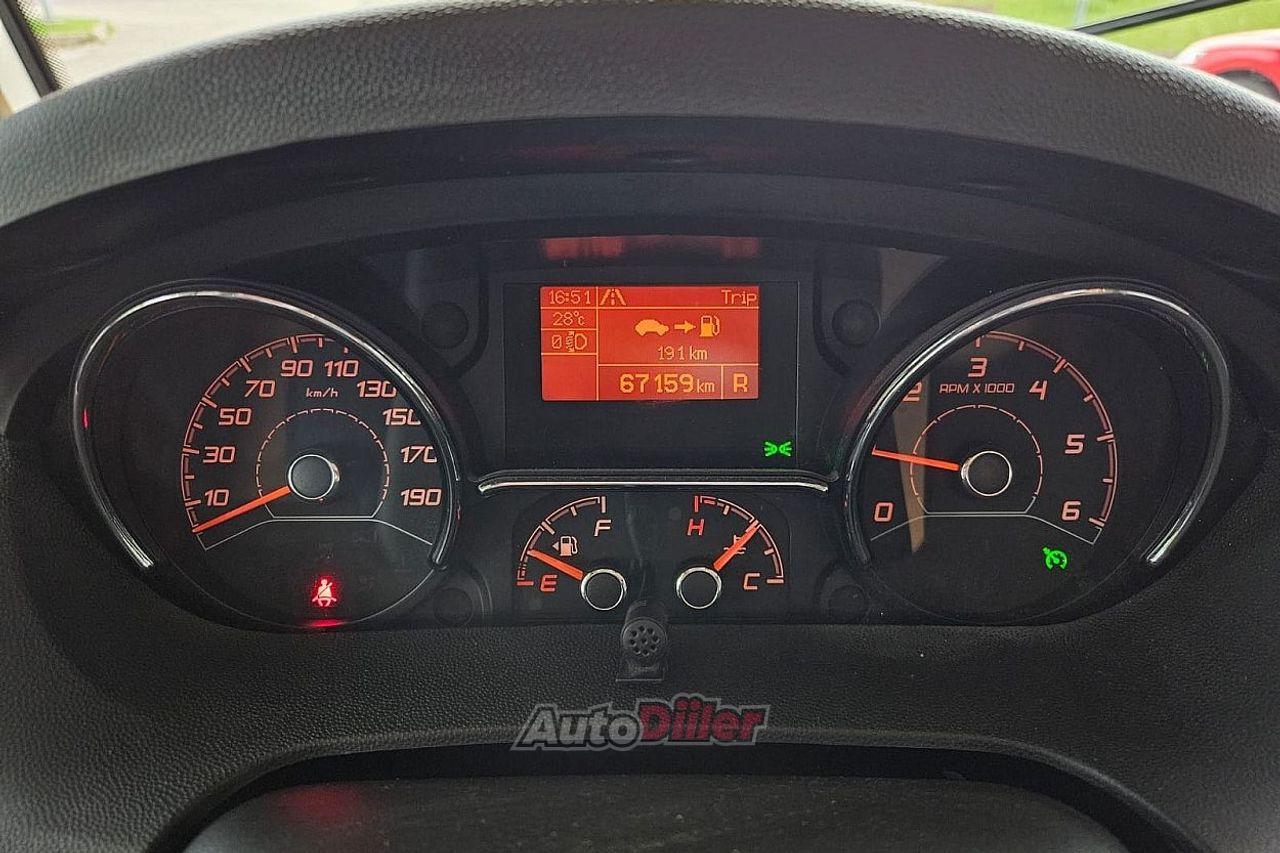 16:51
Trip
28°c
191 km
67159 km R
10 30 50 70 90 110 130 150 170 190
km/h
0 2 3 4 5 6
RPM X 1000
E F
H C
AutoDiiler